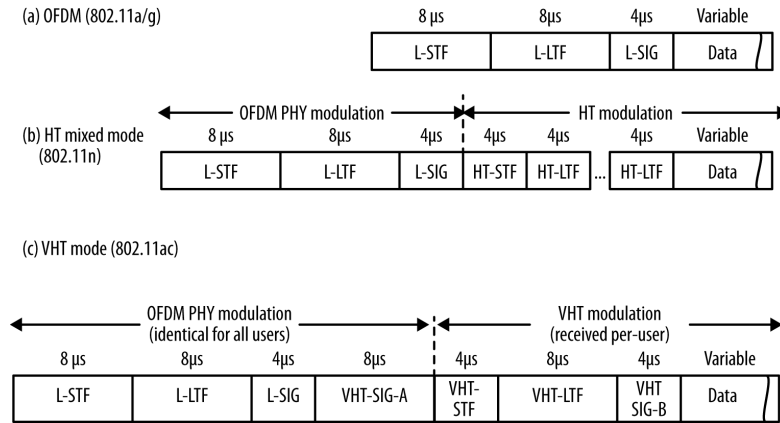 (a) OFDM (802.11a/g)
8 μs 8μs 4μs Variable
L-STF L-LTF L-SIG Data
OFDM PHY modulation HT modulation
(b) HT mixed mode
(802.11n)
8 μs 8μs 4μs 4μs 4μs 4μs Variable
L-STF L-LTF L-SIG HT-STF HT-LTF ... HT-LTF Data
(c) VHT mode (802.11ac)
OFDM PHY modulation
(identical for all users)
VHT modulation
(received per-user)
8 μs 8μs 4μs 8μs 4μs 8μs 4μs Variable
L-STF L-LTF L-SIG VHT-SIG-A VHT-
STF VHT-LTF VHT
SIG-B Data